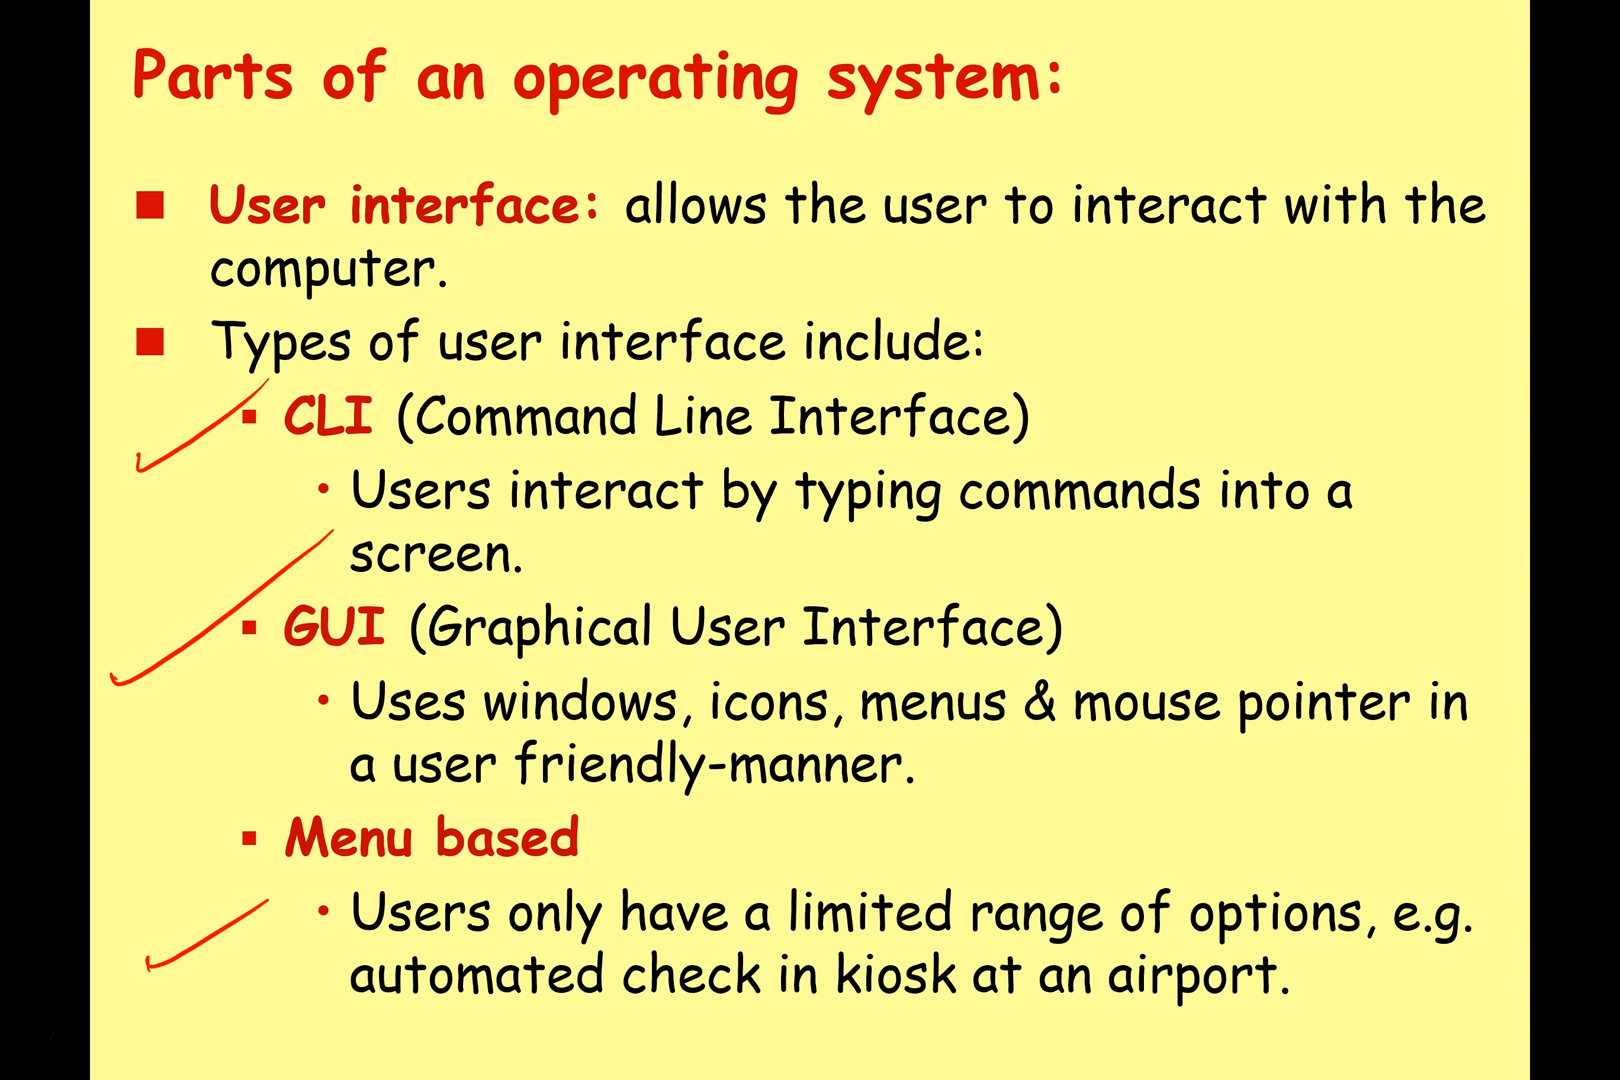 Parts of an operating system:
User interface: allows the user to interact with the
computer.
Types of user interface include:
CLI (Command Line Interface)
Users interact by typing commands into a
screen.
GUI (Graphical User Interface)
Uses windows, icons, menus & mouse pointer in
a user friendly-manner.
Menu based
Users only have a limited range of options, e.g.
automated check in kiosk at an airport.